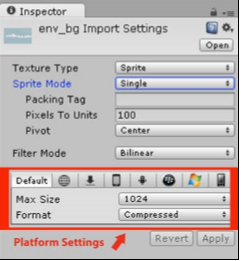 Inspector
env_bg Import Settings
Open
Texture Type Sprite
Sprite Mode Single
Packing Tag
Pixels To Units 100
Pivot Center
Filter Mode Bilinear
Default
Max Size 1024
Format Compressed
Platform Settings Revert Apply